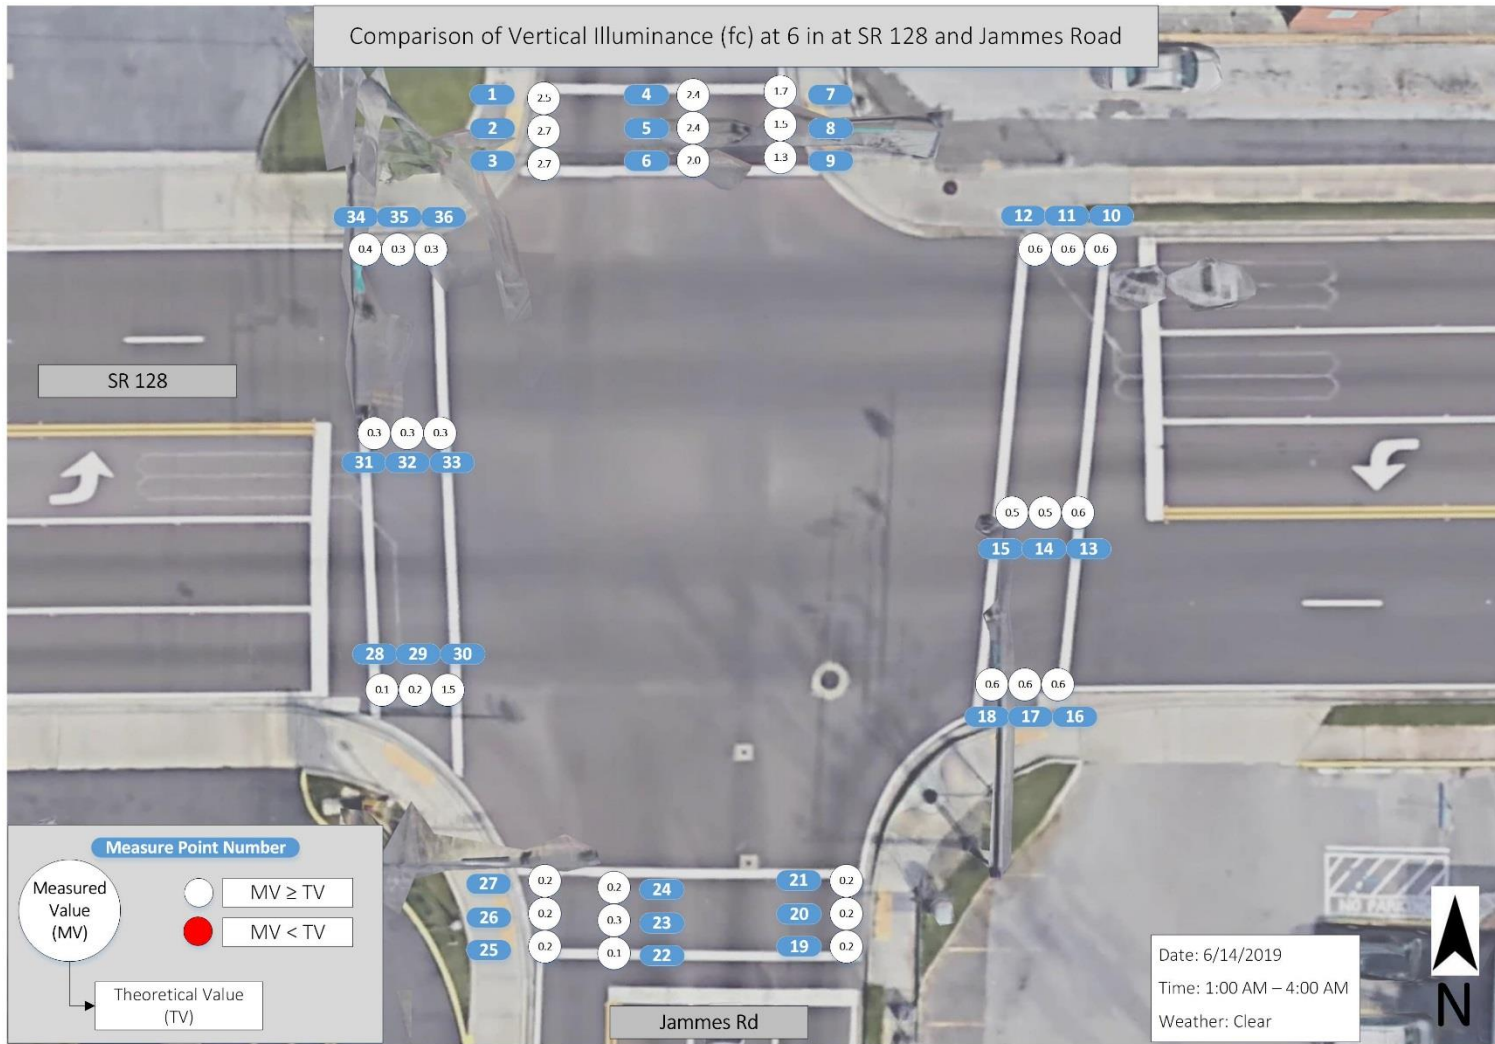 Comparison of Vertical Illuminance (fc) at 6 in at SR 128 and Jammes Road
1 2.5 4 2.4 1.7 7
2 2.7 5 2.4 1.5 8
3 2.7 6 2.0 1.3 9
34 35 36 12 11 10
0.4 0.3 0.3 0.6 0.6 0.6
SR 128
0.3 0.3 0.3
31 32 33
0.5 0.5 0.6
15 14 13
28 29 30
0.1 0.2 1.5 0.6 0.6 0.6
18 17 16
27 0.2 0.2 24 21 0.2
26 0.2 0.3 23 20 0.2
25 0.2 0.1 22 19 0.2
Measure Point Number
Measured
Value
(MV)
MV ≥ TV
MV < TV
Theoretical Value
(TV)
Jammes Rd
NO PARKING
Date: 6/14/2019
Time: 1:00 AM – 4:00 AM
Weather: Clear
N